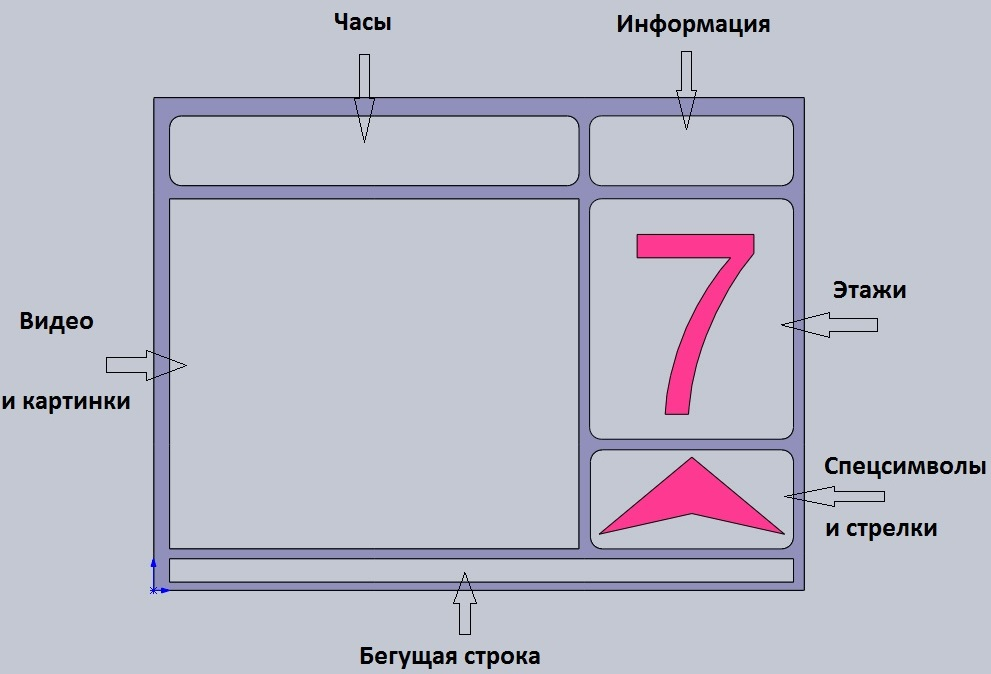 Часы
Информация
7
Этажи
Видео
и картинки
Спецсимволы
и стрелки
Бегущая строка